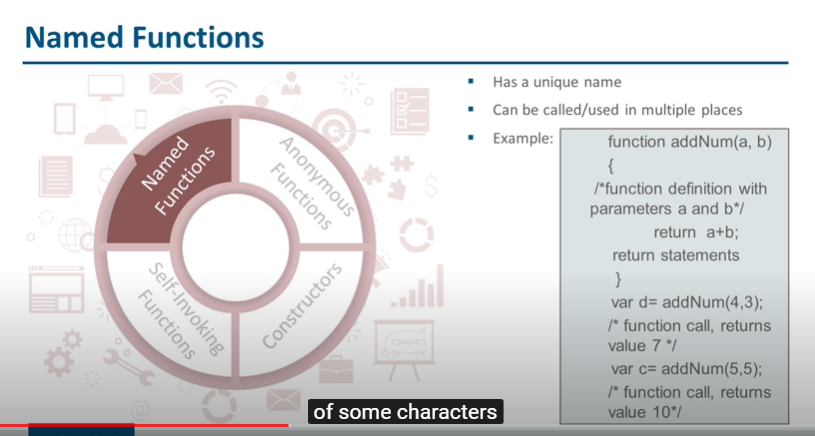 Named Functions
Has a unique name
Can be called/used in multiple places
Example:
function addNum(a, b)
{
/*function definition with
parameters a and b*/
return a+b;
return statements
}
var d= addNum(4,3);
/* function call, returns
value 7 */
var c= addNum(5,5);
/* function call, returns
value 10*/
Named
Functions
Anonymous
Functions
Self-Invoking
Functions
Constructors
of some characters